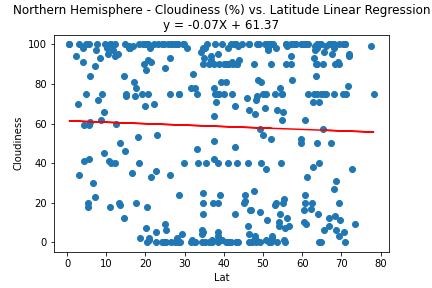 Northern Hemisphere - Cloudiness (%) vs. Latitude Linear Regression
y = -0.07X + 61.37
100
80
60
40
20
0
Cloudiness
0 10 20 30 40 50 60 70 80
Lat